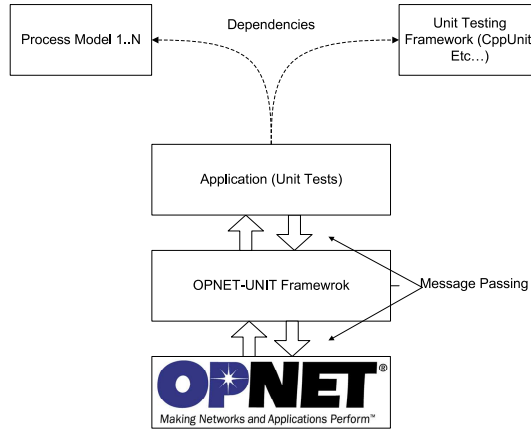 Dependencies
Process Model 1..N
Unit Testing
Framework (CppUnit
Etc…)
Application (Unit Tests)
OPNET-UNIT Framewrok
Message Passing
OPNET®
Making Networks and Applications Perform™